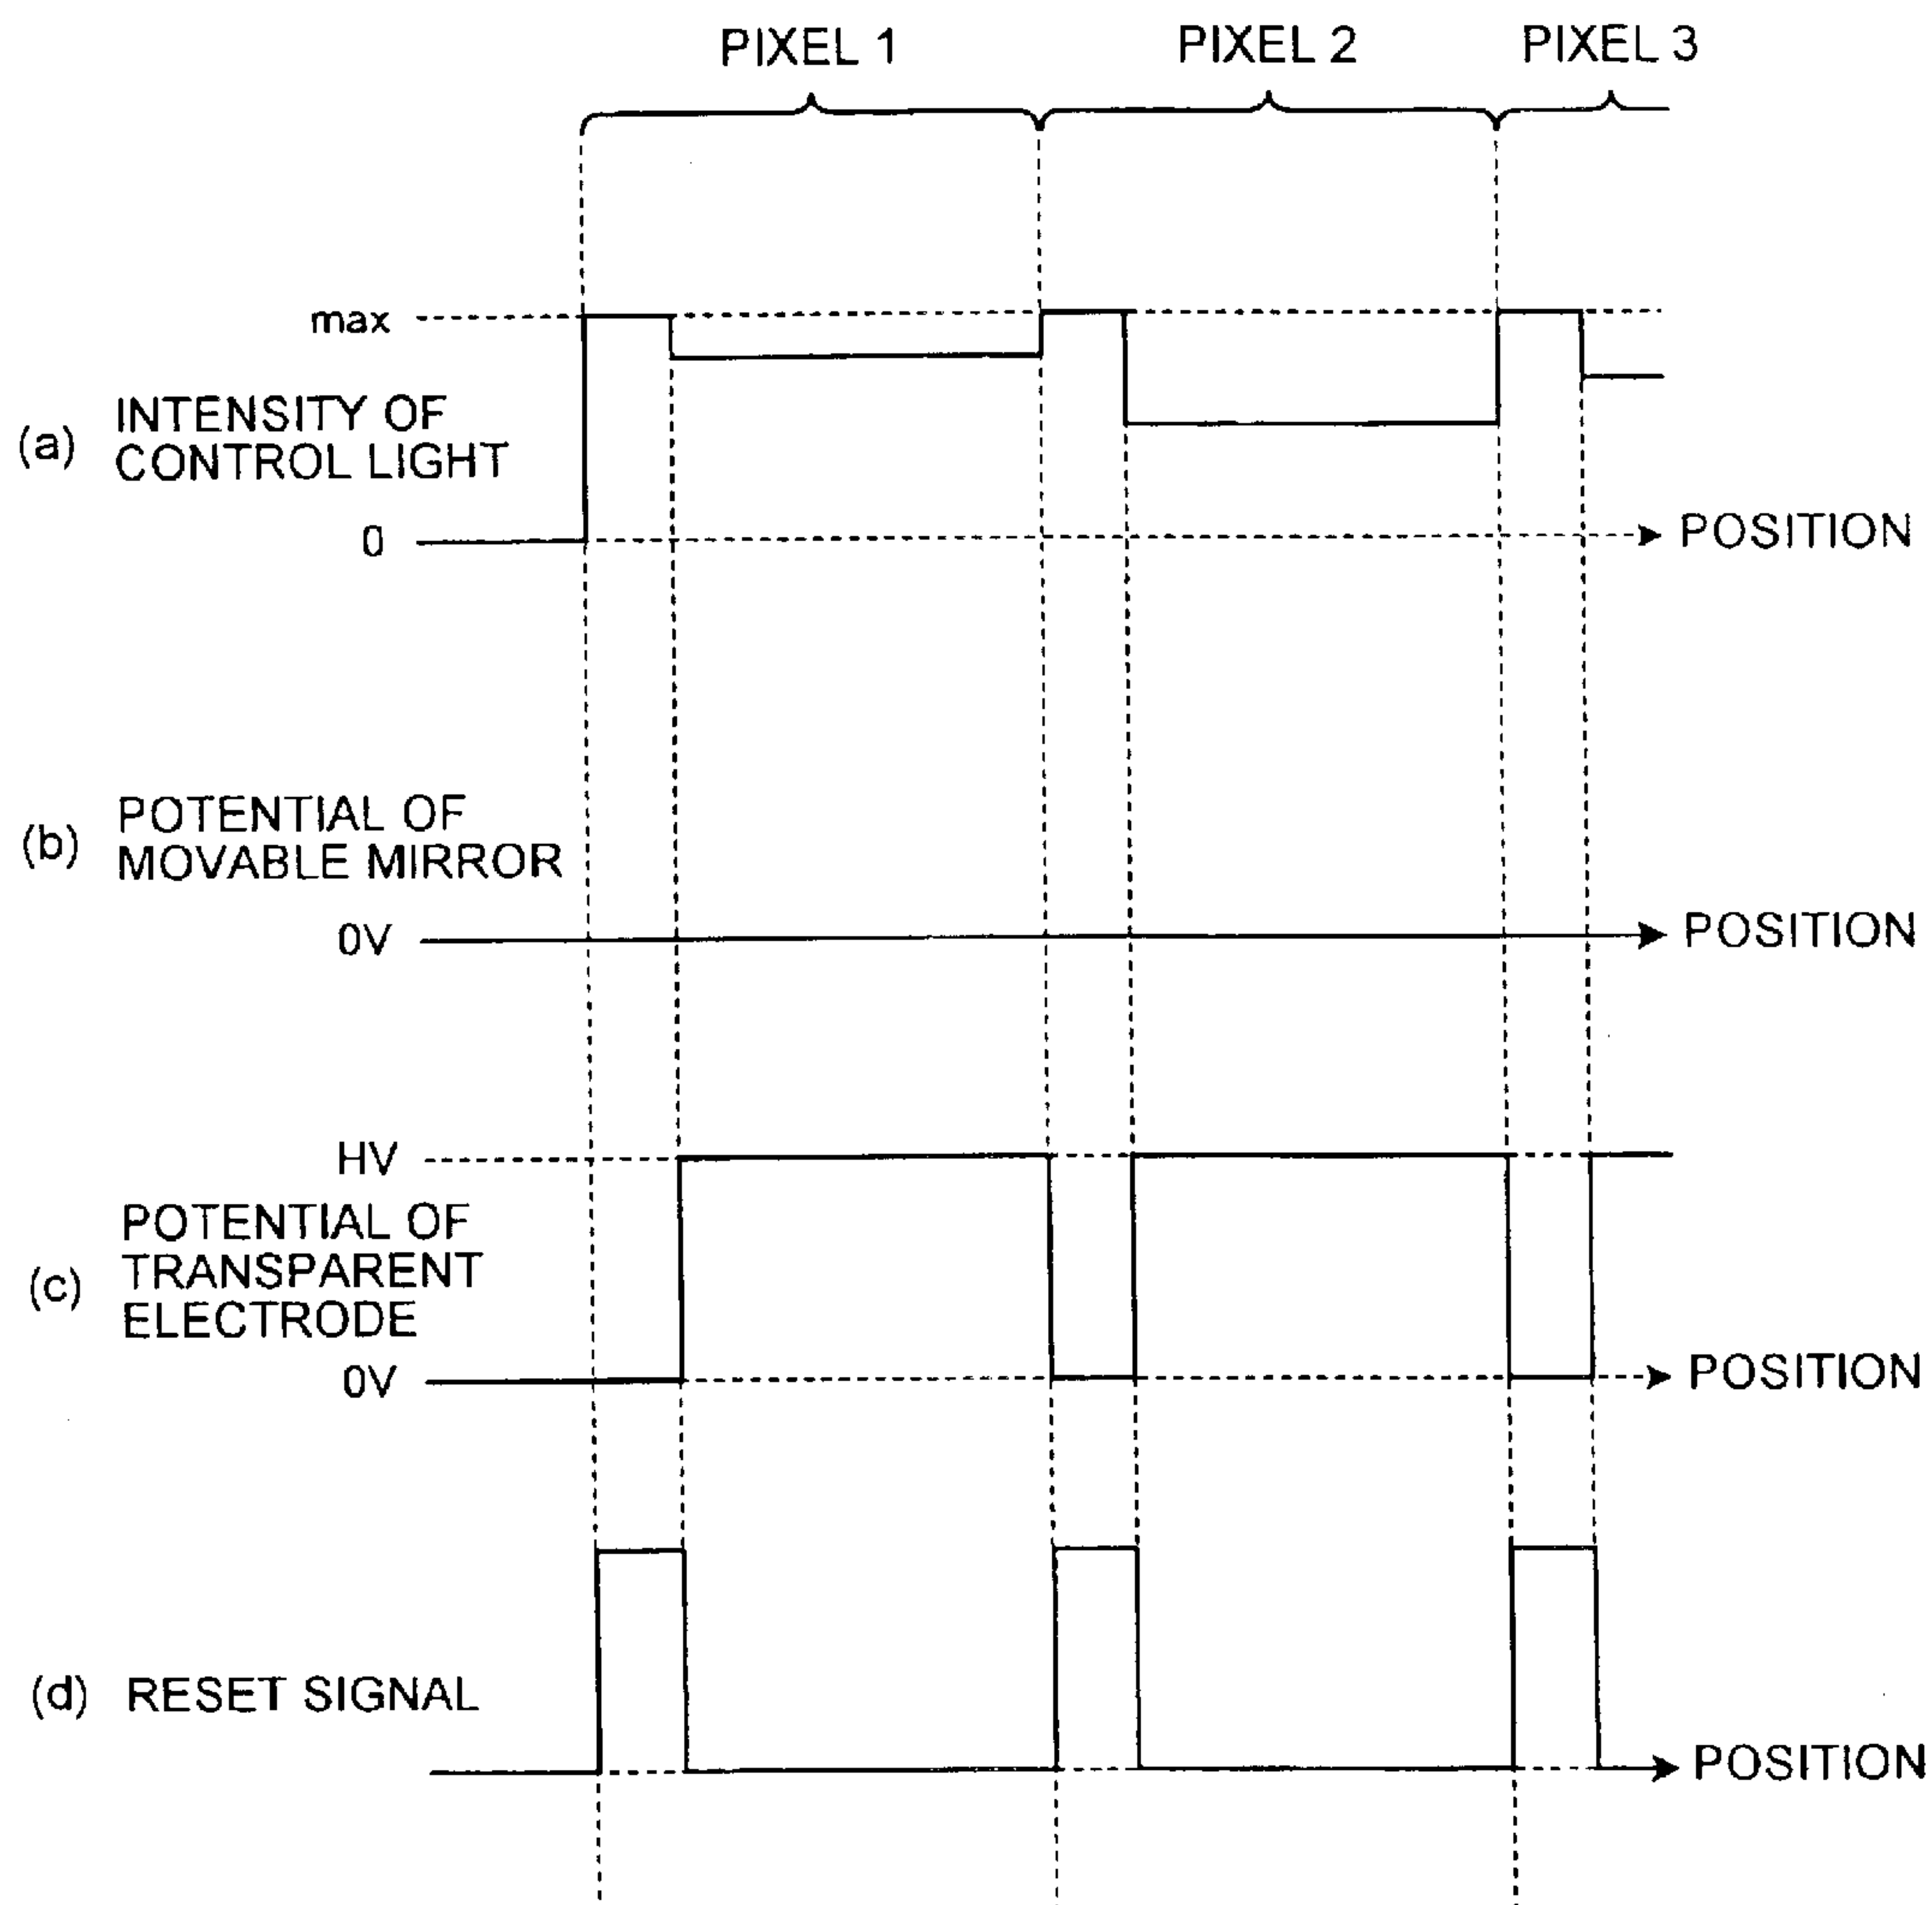 PIXEL 1 PIXEL 2 PIXEL 3
max
(a) INTENSITY OF
CONTROL LIGHT
0 POSITION
(b) POTENTIAL OF
MOVABLE MIRROR
0V POSITION
HV
(c) POTENTIAL OF
TRANSPARENT
ELECTRODE
0V POSITION
(d) RESET SIGNAL
POSITION